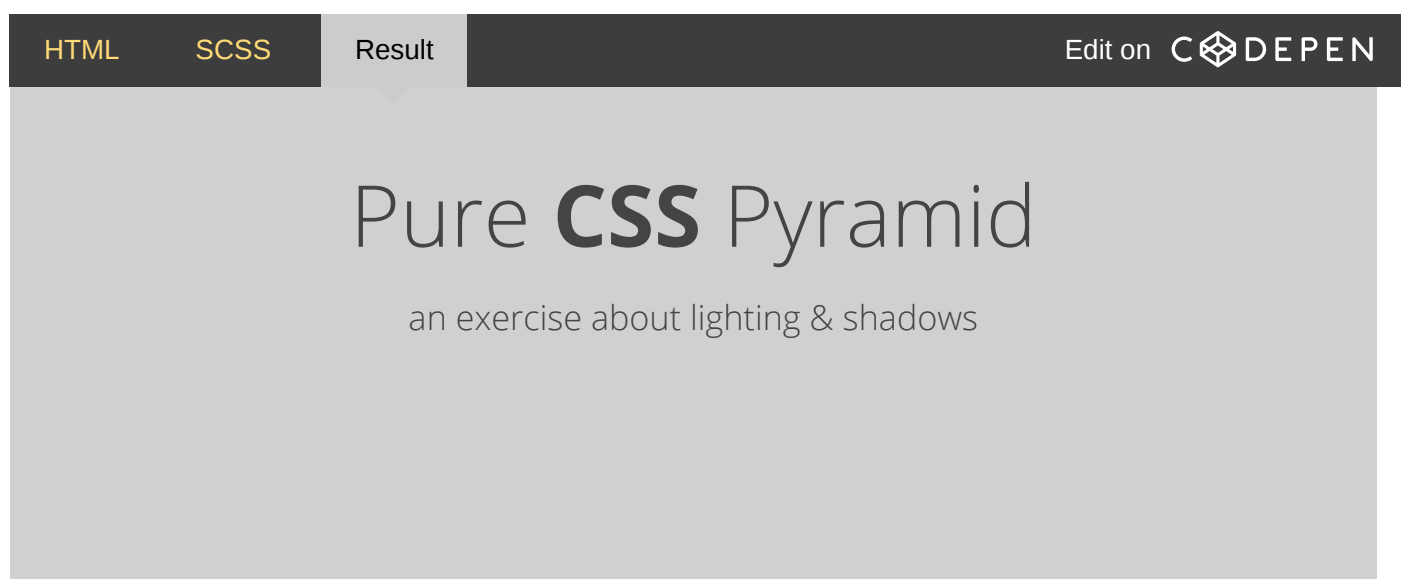 HTML SCSS Result Edit on CODEPEN
Pure CSS Pyramid
an exercise about lighting & shadows